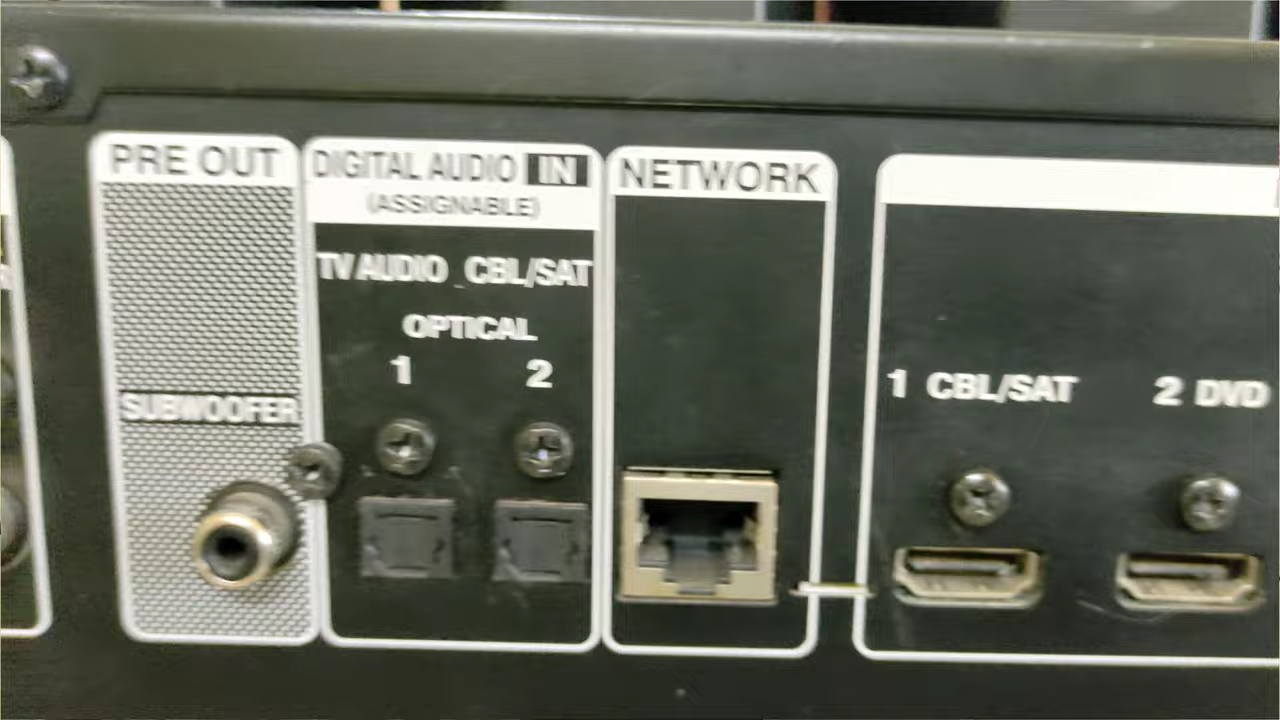 PRE OUT
SUBWOOFER
DIGITAL AUDIO IN
(ASSIGNABLE)
TV AUDIO CBL/SAT
OPTICAL
1 2
NETWORK
1 CBL/SAT 2 DVD